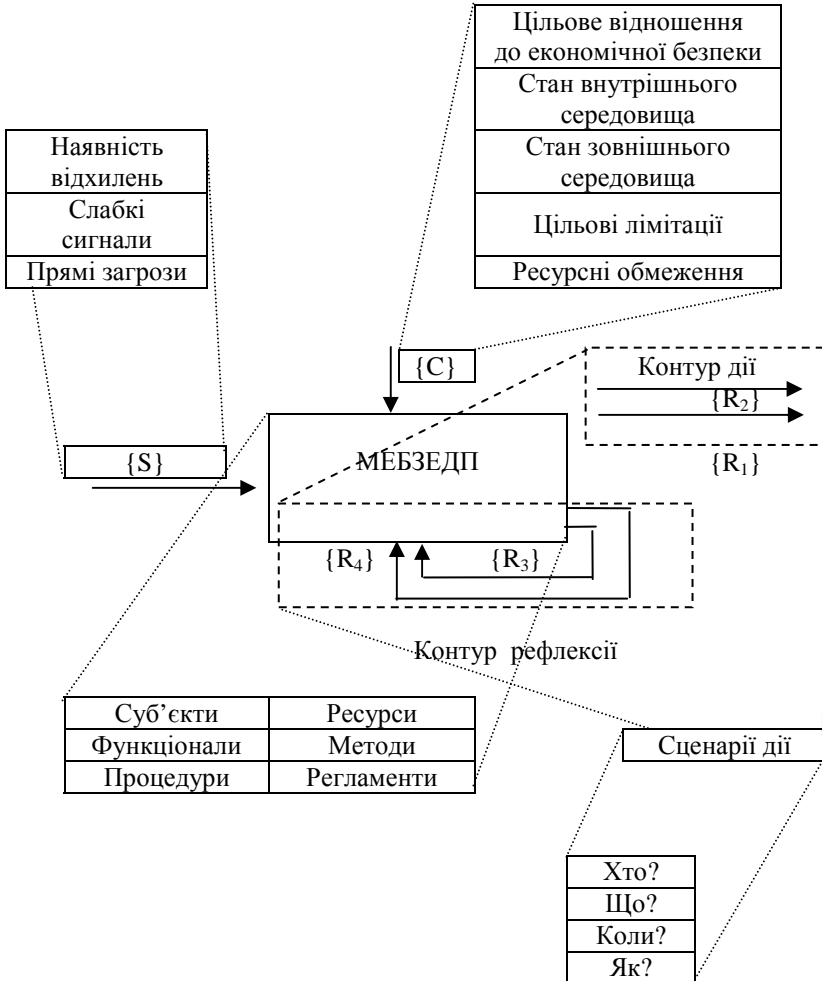 Цільове відношення
до економічної безпеки
Стан внутрішнього
середовища
Стан зовнішнього
середовища
Цільові лімітації
Ресурсні обмеження
Наявність
відхилень
Слабкі
сигнали
Прямі загрози
{C}
Контур дії
{R₂}
{R₁}
{S}
МЕБЗЕДП
{R₄}
{R₃}
Контур рефлексії
Суб’єкти
Ресурси
Функціонали
Методи
Процедури
Регламенти
Сценарії дії
Хто?
Що?
Коли?
Як?